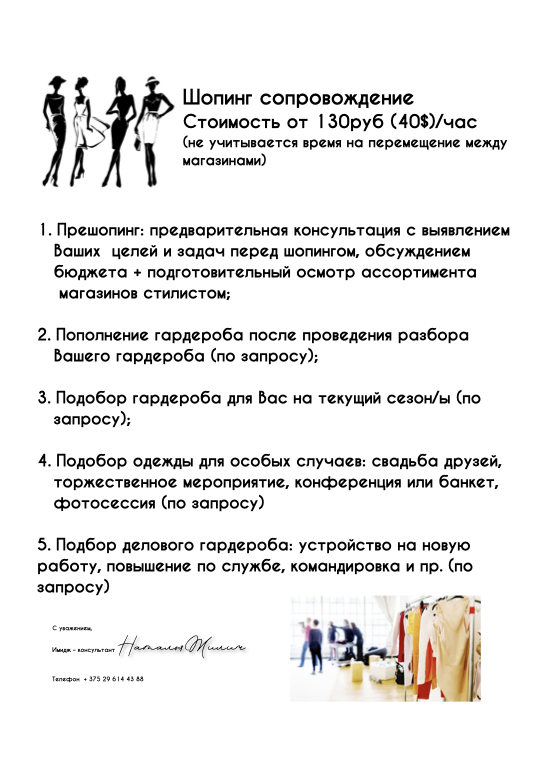 Шопинг сопровождение
Стоимость от 130руб (40$)/час
(не учитывается время на перемещение между
магазинами)
1. Прешопинг: предварительная консультация с выявлением
Ваших целей и задач перед шопингом, обсуждением
бюджета + подготовительный осмотр ассортимента
магазинов стилистом;
2. Пополнение гардероба после проведения разбора
Вашего гардероба (по запросу);
3. Подобор гардероба для Вас на текущий сезон/ы (по
запросу);
4. Подобор одежды для особых случаев: свадьба друзей,
торжественное мероприятие, конференция или банкет,
фотосессия (по запросу)
5. Подбор делового гардероба: устройство на новую
работу, повышение по службе, командировка и пр. (по
запросу)
С уважением,
Имидж - консультант Наталья Жилич
Телефон + 375 29 614 43 88